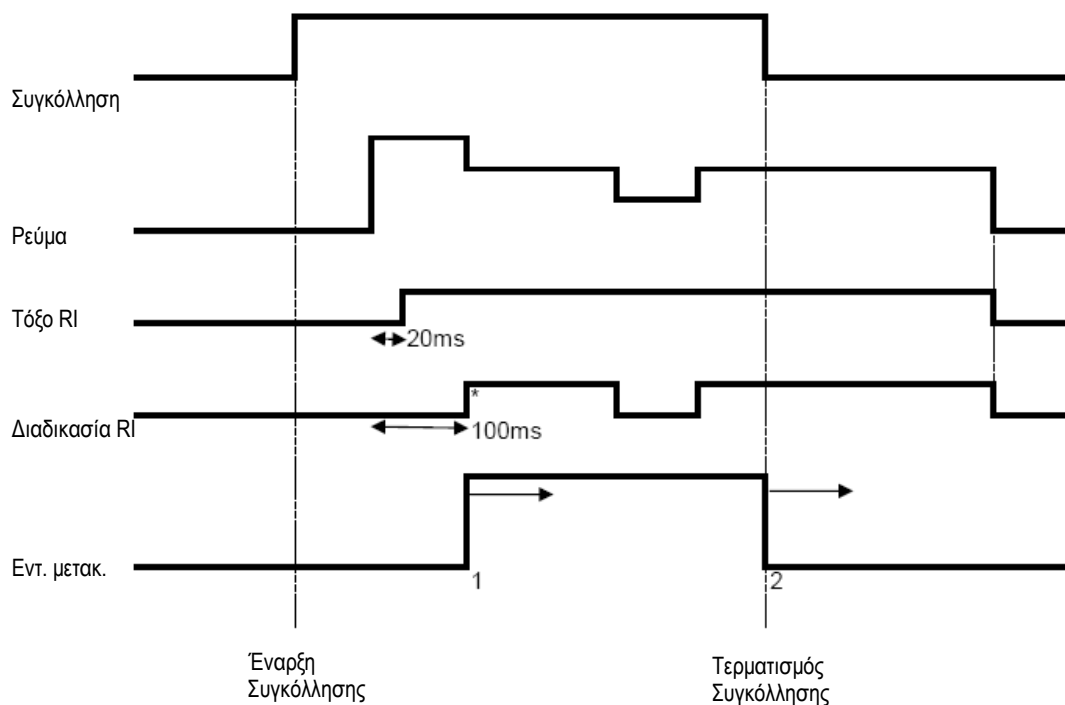 Συγκόλληση
Ρεύμα
Τόξο RI
20ms
*
Διαδικασία RI
100ms
Εντ. μετακ.
1
2
Έναρξη
Συγκόλλησης
Τερματισμός
Συγκόλλησης